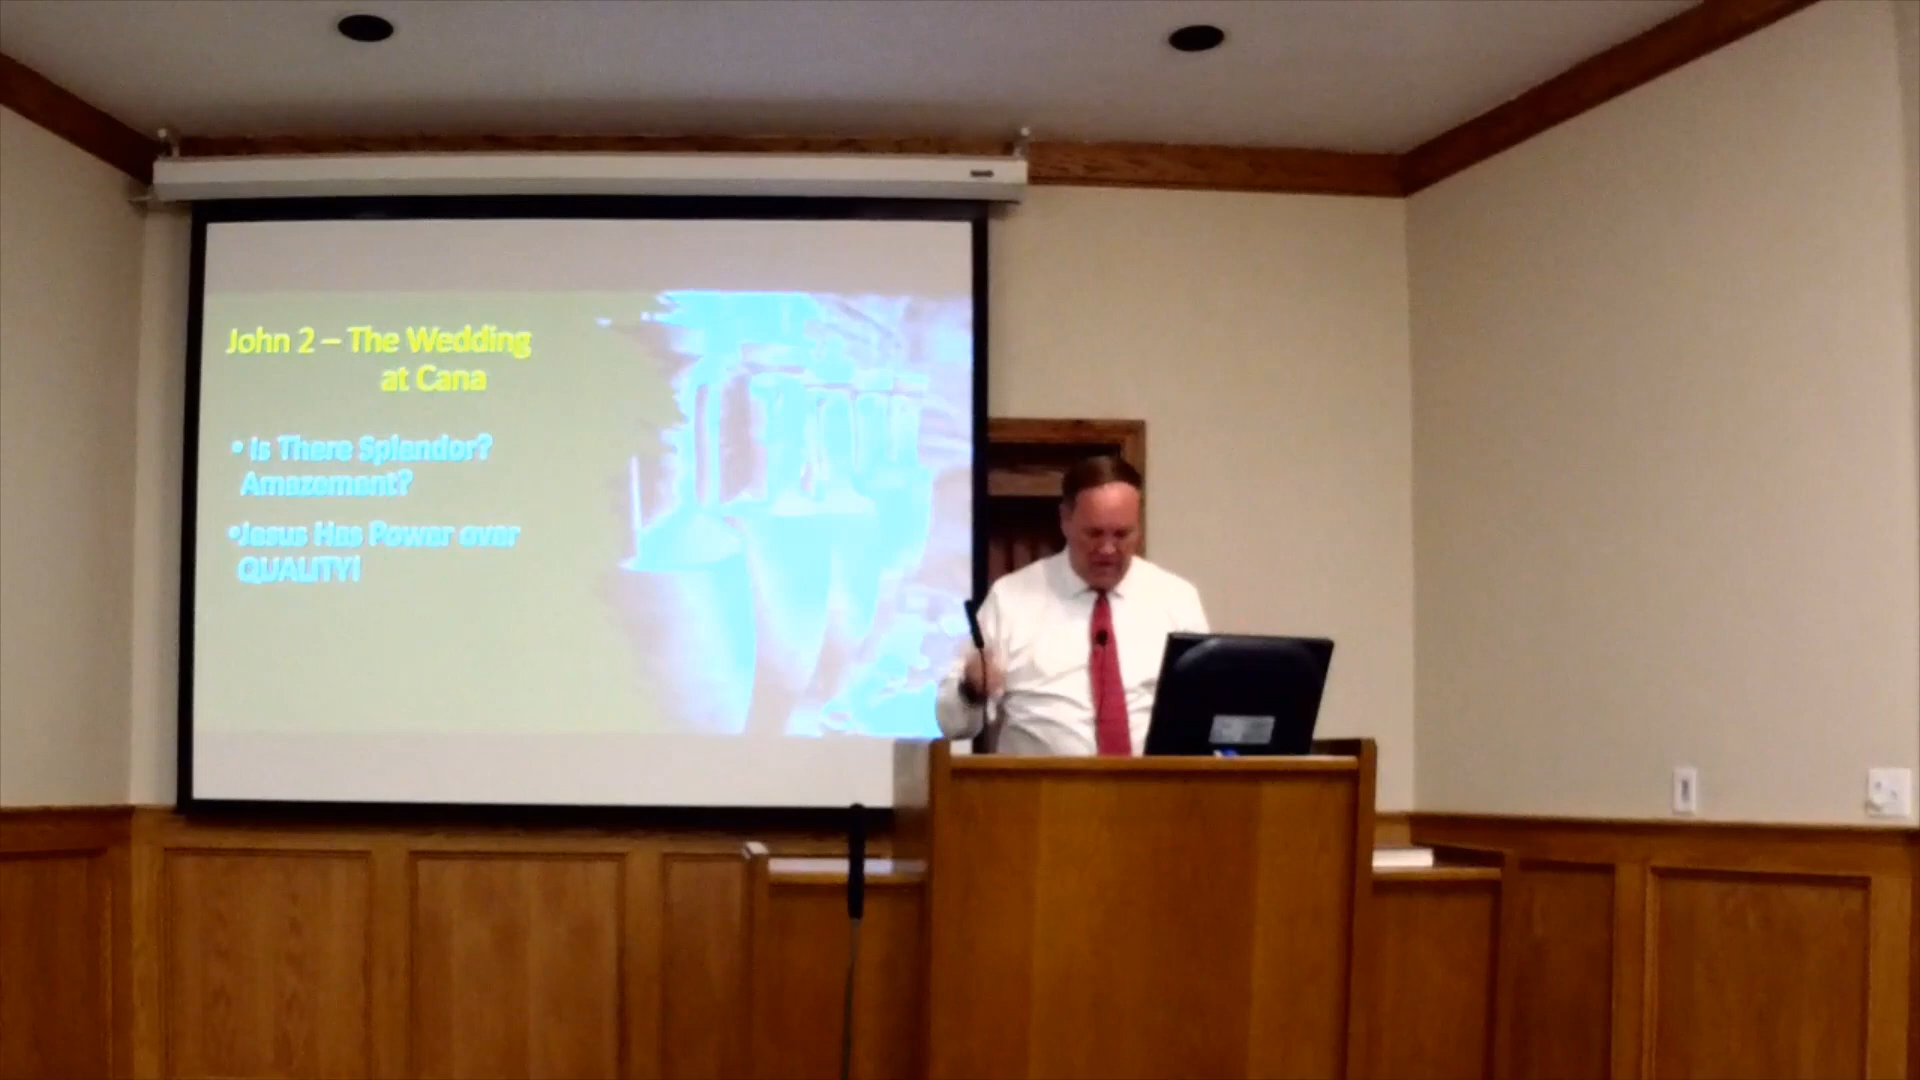 John 2 – The Wedding
at Cana
• Is There Splendor?
Amazement?
•Jesus Has Power over
QUALITY!